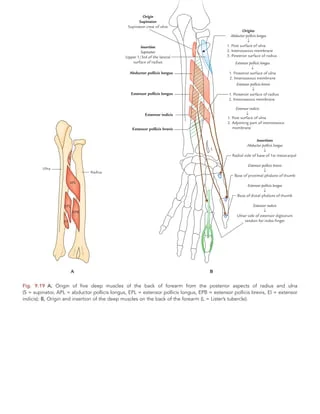 Origin
Supinator
Supinator crest of ulna
Insertion
Supinator
Upper 1/3rd of the lateral
surface of radius
Abductor pollicis longus
Extensor pollicis longus
Extensor indicis
Extensor pollicis brevis
Origins
Abductor pollicis longus
1. Post surface of ulna
2. Interosseous membrane
3. Posterior surface of radius
Extensor pollicis longus
1. Posterior surface of ulna
2. Interosseous membrane
Extensor pollicis brevis
1. Posterior surface of radius
2. Interosseous membrane
Extensor indicis
1. Post surface of ulna
2. Adjoining part of interosseous
membrane
Insertions
Abductor pollicis longus
Radial side of base of 1st metacarpal
Extensor pollicis brevis
Base of proximal phalanx of thumb
Extensor pollicis longus
Base of distal phalanx of thumb
Extensor indicis
Ulnar side of extensor digitorum
tendon for index finger
Ulna
Radius
A
B
Fig. 9.19 A, Origin of five deep muscles of the back of forearm from the posterior aspects of radius and ulna
(S = supinator, APL = abductor pollicis longus, EPL = extensor pollicis longus, EPB = extensor pollicis brevis, EI = extensor
indicis); B, Origin and insertion of the deep muscles on the back of the forearm (L = Lister's tubercle).